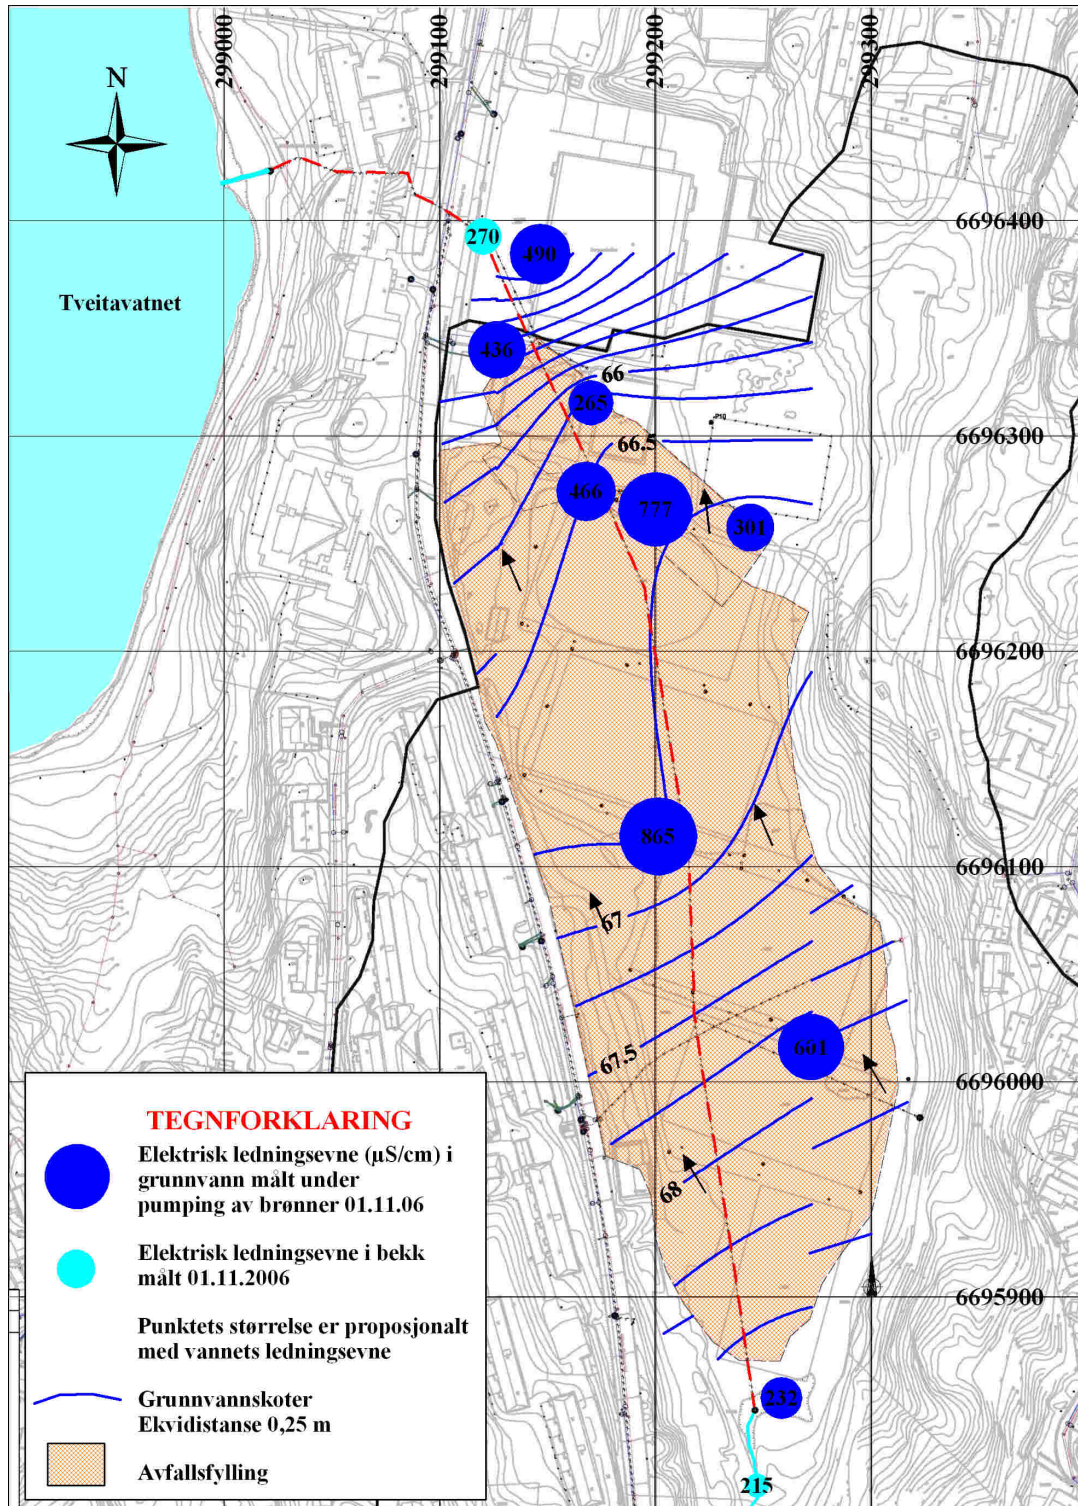 299000
299100
299200
299300
N
6696400
270
490
Tveitavatnet
436
66
265
P10
66.5
6696300
466
777
301
6696200
865
6696100
67
67.5
601
6696000
68
6695900
232
215
TEGNFORKLARING
Elektrisk ledningsevne (µS/cm) i
grunnvann målt under
pumping av brønner 01.11.06
Elektrisk ledningsevne i bekk
målt 01.11.2006
Punktets størrelse er proposjonalt
med vannets ledningsevne
Grunnvannskoter
Ekvidistanse 0,25 m
Avfallsfylling